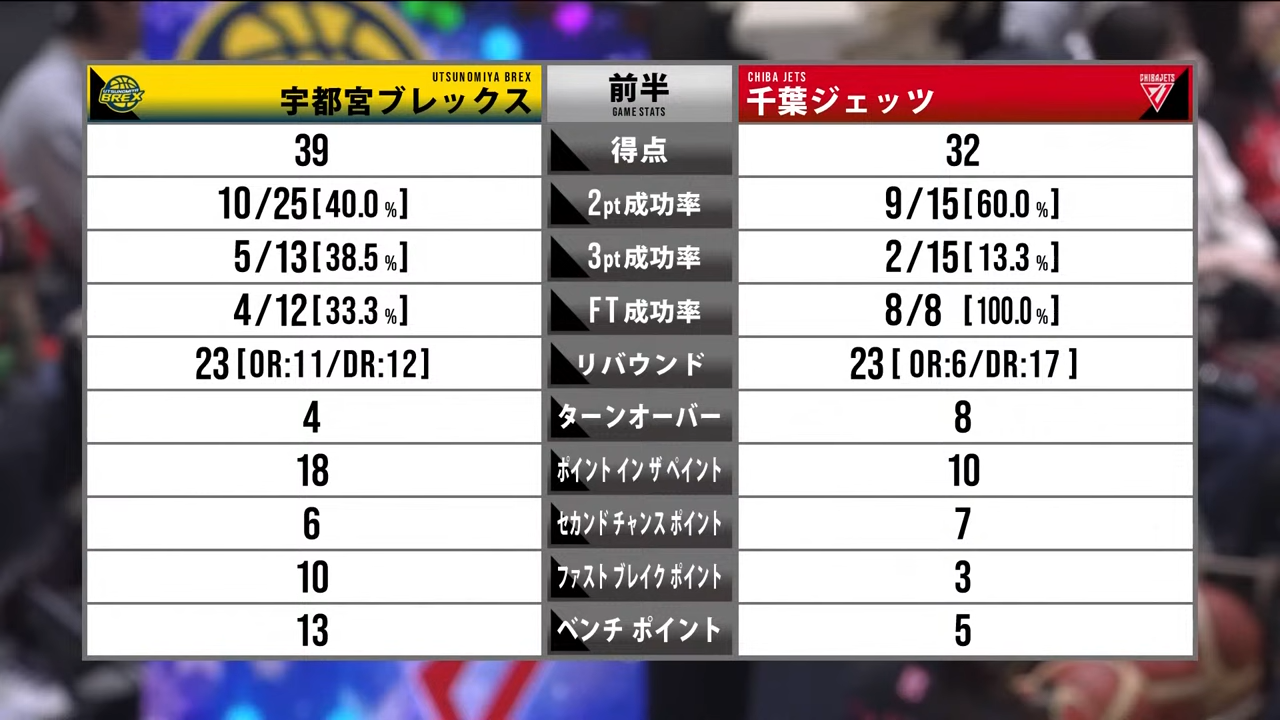 UTSUNOMIYA BREX
宇都宮ブレックス
UTSUNOMIYA
BREX
前半
GAME STATS
CHIBA JETS
千葉ジェッツ
CHIBAJETS
39 得点 32
10/25[40.0%] 2pt成功率 9/15[60.0%]
5/13[38.5%] 3pt成功率 2/15[13.3%]
4/12[33.3%] FT成功率 8/8 [100.0%]
23[OR:11/DR:12] リバウンド 23[ OR:6/DR:17 ]
4 ターンオーバー 8
18 ポイント イン ザ ペイント 10
6 セカンド チャンス ポイント 7
10 ファスト ブレイク ポイント 3
13 ベンチ ポイント 5